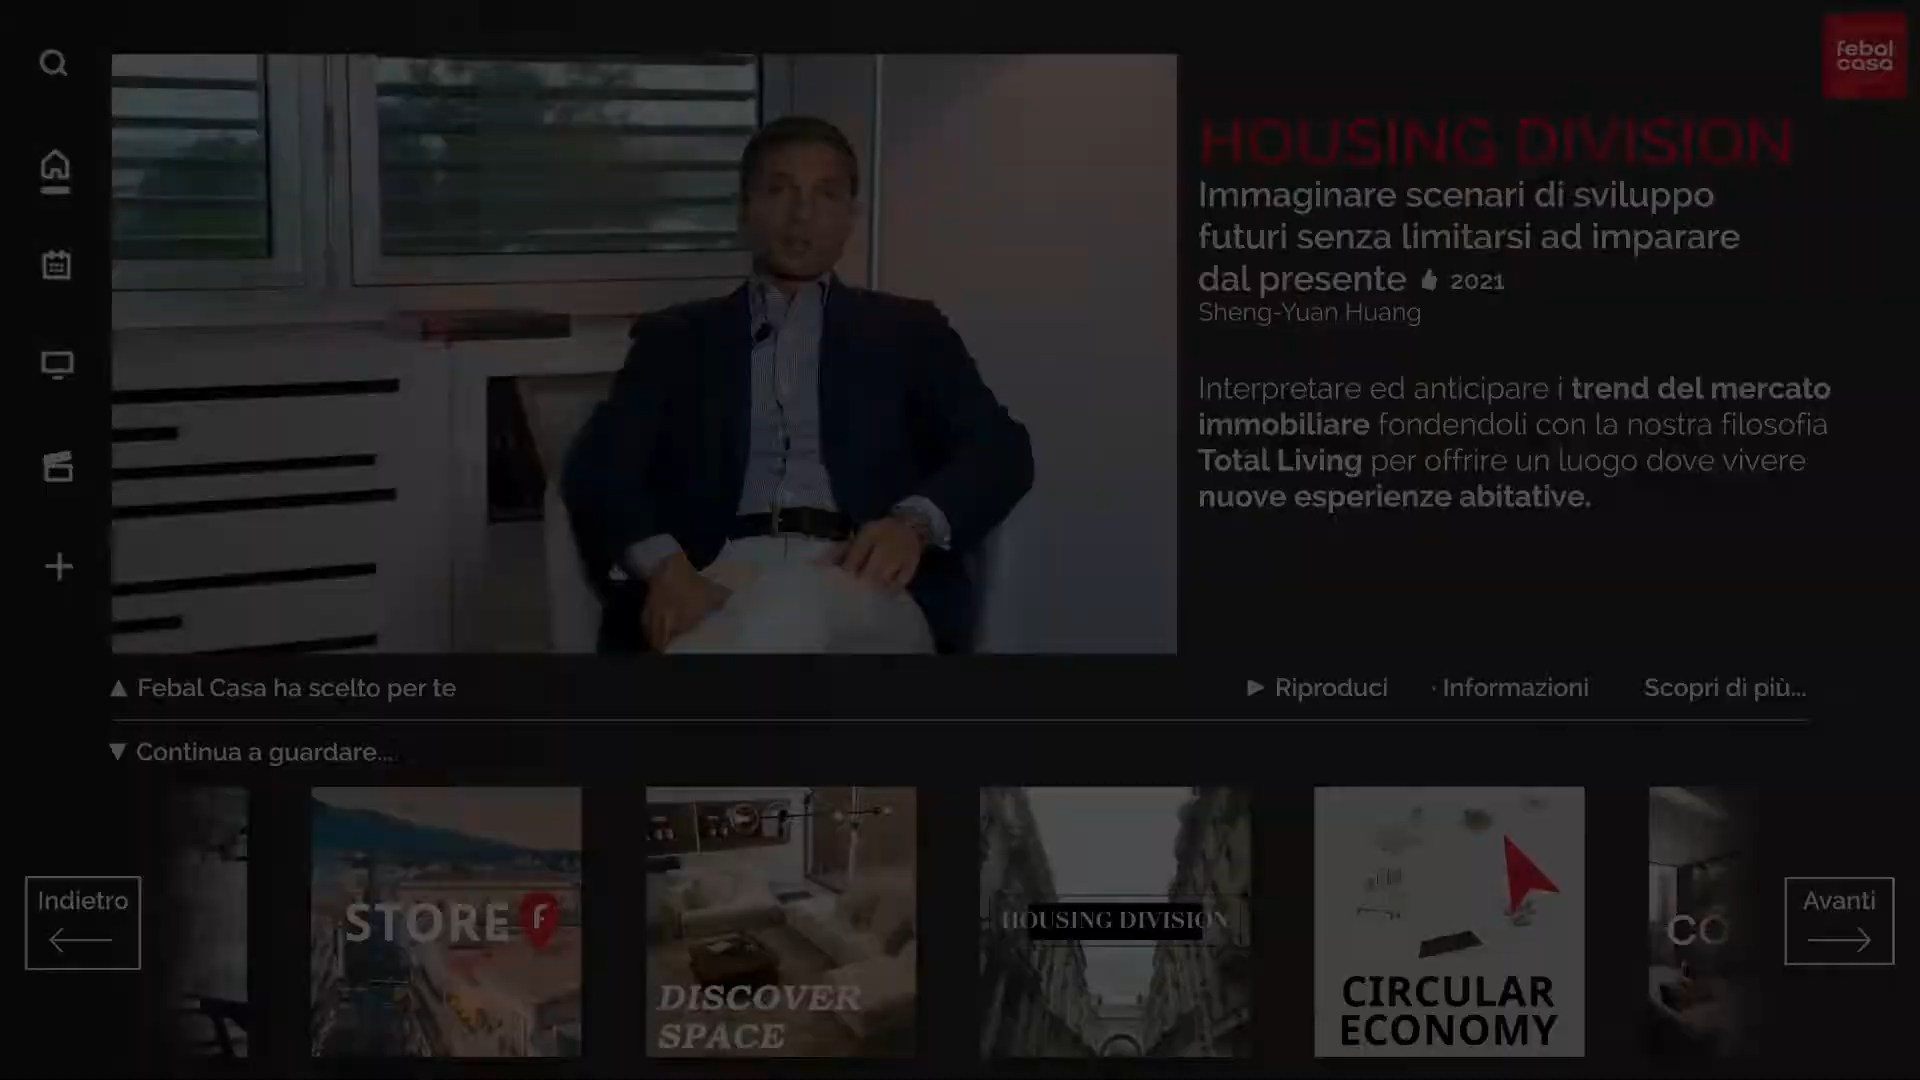 febal
casa
HOUSING DIVISION
Immaginare scenari di sviluppo
futuri senza limitarsi ad imparare
dal presente 2021
Sheng-Yuan Huang
Interpretare ed anticipare i trend del mercato
immobiliare fondendoli con la nostra filosofia
Total Living per offrire un luogo dove vivere
nuove esperienze abitative.
▲ Febal Casa ha scelto per te
▶ Riproduci · Informazioni Scopri di più...
▼ Continua a guardare....
Indietro
STORE F
DISCOVER
SPACE
HOUSING DIVISION
CIRCULAR
ECONOMY
CO
Avanti